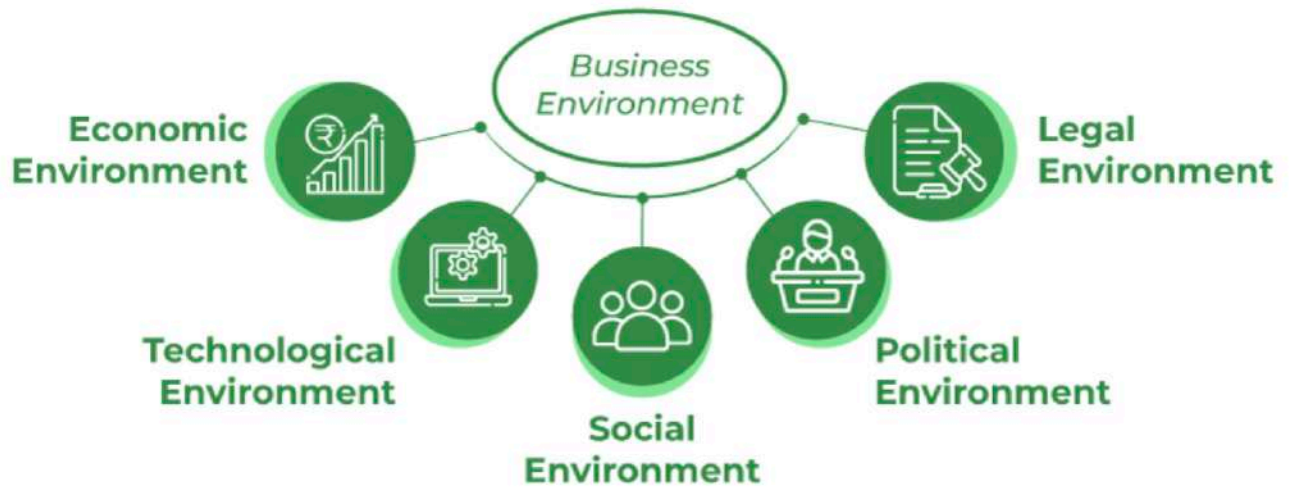 Business
Environment
Economic
Environment
₹
Technological
Environment
Social
Environment
Political
Environment
Legal
Environment